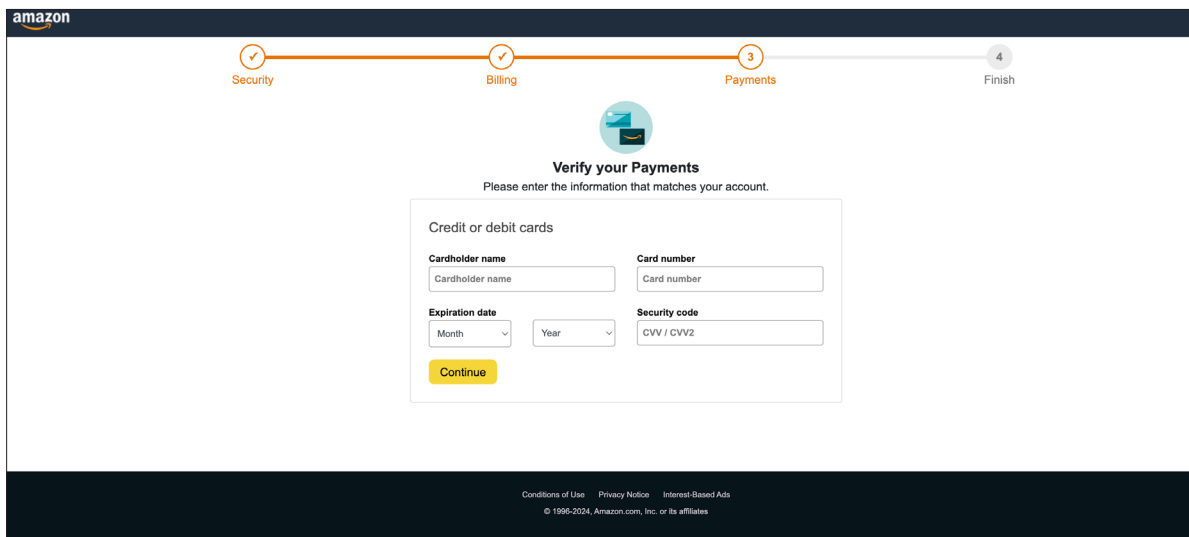 amazon
3
4
Security
Billing
Payments
Finish
Verify your Payments
Please enter the information that matches your account.
Credit or debit cards
Cardholder name
Card number
Cardholder name
Card number
Expiration date
Security code
Month
Year
CVV / CVV2
Continue
Conditions of Use Privacy Notice Interest-Based Ads
© 1996-2024, Amazon.com, Inc. or its affiliates